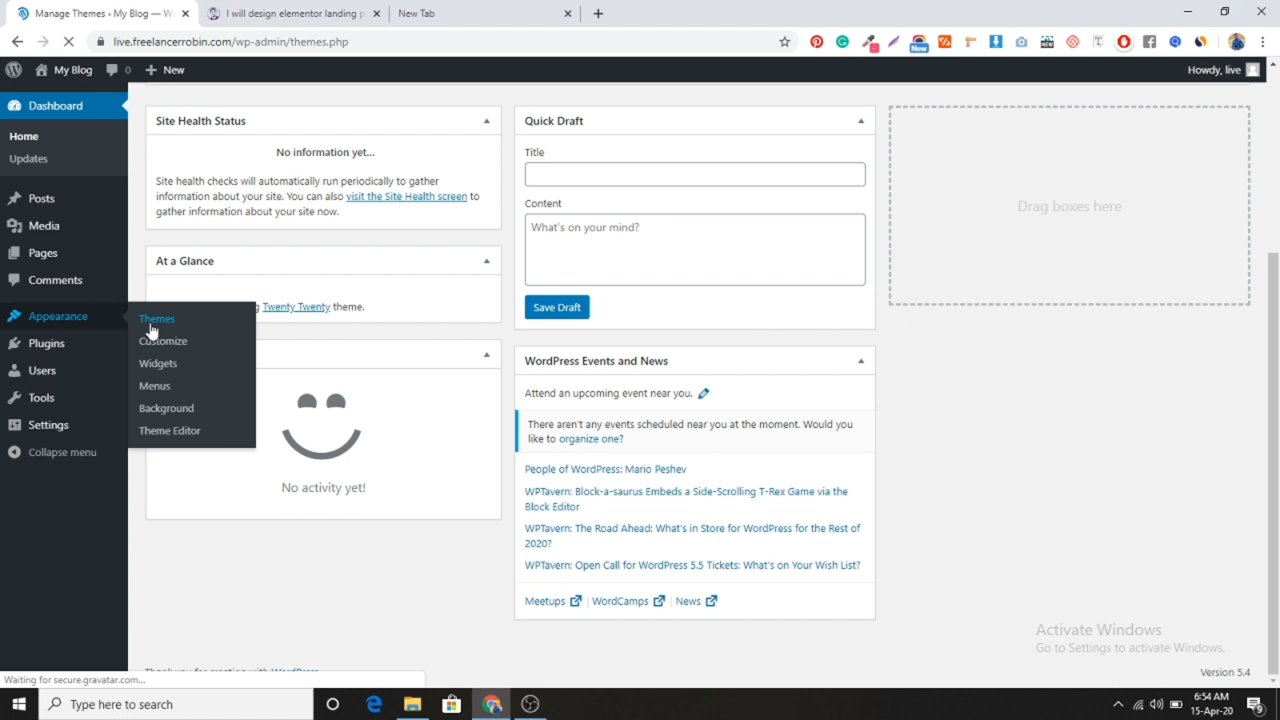 Manage Themes ‹ My Blog — Wo
I will design elementor landing p
New Tab
live.freelancerrobin.com/wp-admin/themes.php
New
NEW
My Blog
0
New
Howdy, live
Dashboard
Home
Updates
Posts
Media
Pages
Comments
Appearance
Plugins
Users
Tools
Settings
Collapse menu
Themes
Customize
Widgets
Menus
Background
Theme Editor
Site Health Status
No information yet...
Site health checks will automatically run periodically to gather
information about your site. You can also visit the Site Health screen to
gather information about your site now.
At a Glance
Twenty Twenty theme.
No activity yet!
Quick Draft
Title
Content
What's on your mind?
Save Draft
WordPress Events and News
Attend an upcoming event near you.
There aren't any events scheduled near you at the moment. Would you
like to organize one?
People of WordPress: Mario Peshev
WPTavern: Block-a-saurus Embeds a Side-Scrolling T-Rex Game via the
Block Editor
WPTavern: The Road Ahead: What's in Store for WordPress for the Rest of
2020?
WPTavern: Open Call for WordPress 5.5 Tickets: What's on Your Wish List?
Meetups | WordCamps | News
Drag boxes here
Thank you for creating with WordPress
Version 5.4
Activate Windows
Go to Settings to activate Windows.
Waiting for secure.gravatar.com...
Type here to search
6:54 AM
15-Apr-20
9